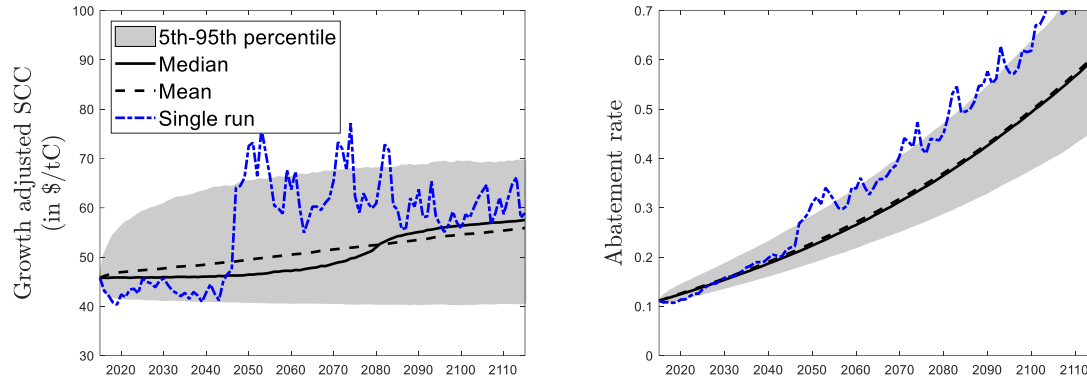 100
90
80
70
60
50
40
30
Growth adjusted SCC
(in $/tC)
5th-95th percentile
Median
Mean
Single run
2020 2030 2040 2050 2060 2070 2080 2090 2100 2110
0.7
0.6
0.5
0.4
0.3
0.2
0.1
0
Abatement rate
2020 2030 2040 2050 2060 2070 2080 2090 2100